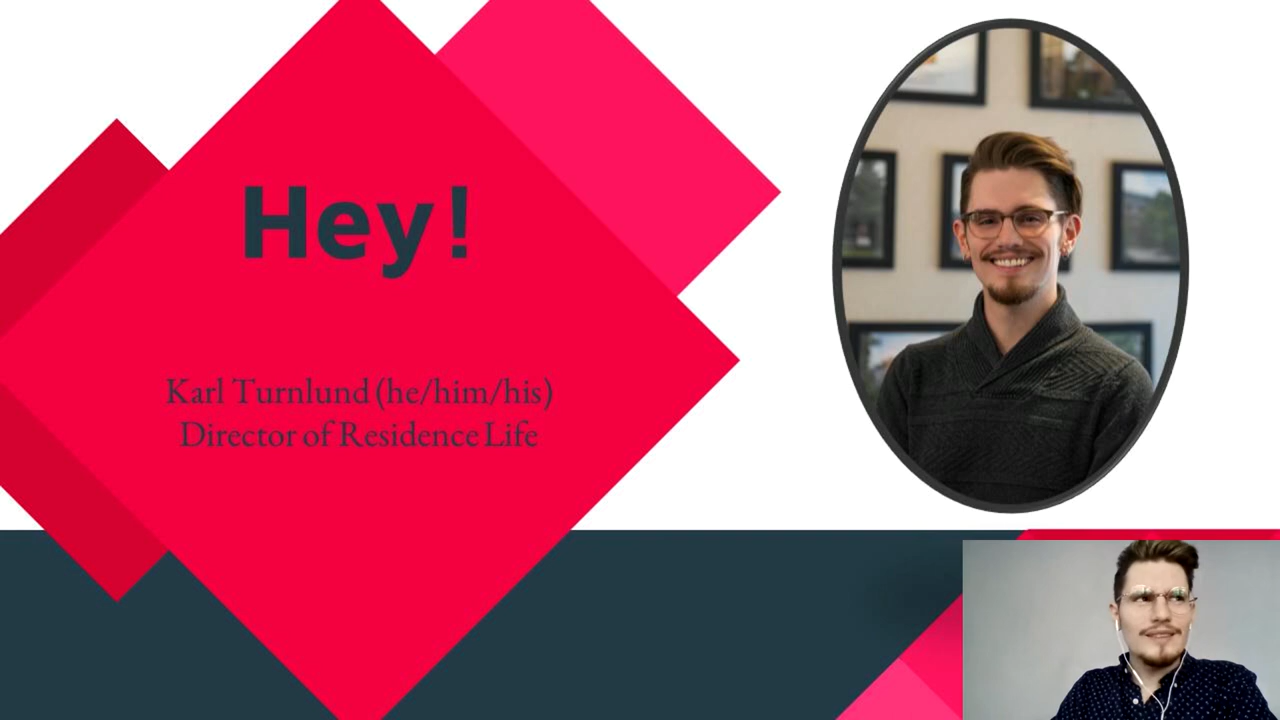 Hey!
Karl Turnlund (he/him/his)
Director of Residence Life